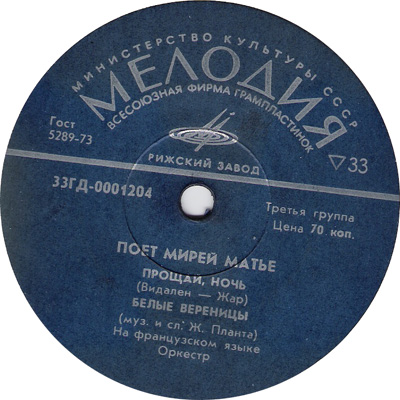 МИНИСТЕРСТВО КУЛЬТУРЫ СССР
МЕЛОДИЯ
ВСЕСОЮЗНАЯ ФИРМА ГРАМПЛАСТИНОК
Гост
5289-73
РИЖСКИЙ ЗАВОД
▽33
33ГД-0001204
Третья группа
Цена 70 коп.
ПОЕТ МИРЕЙ МАТЬЕ
ПРОЩАЙ, НОЧЬ
(Видален — Жар)
БЕЛЫЕ ВЕРЕНИЦЫ
(муз. и сл. Ж. Планта)
На французском языке
Оркестр